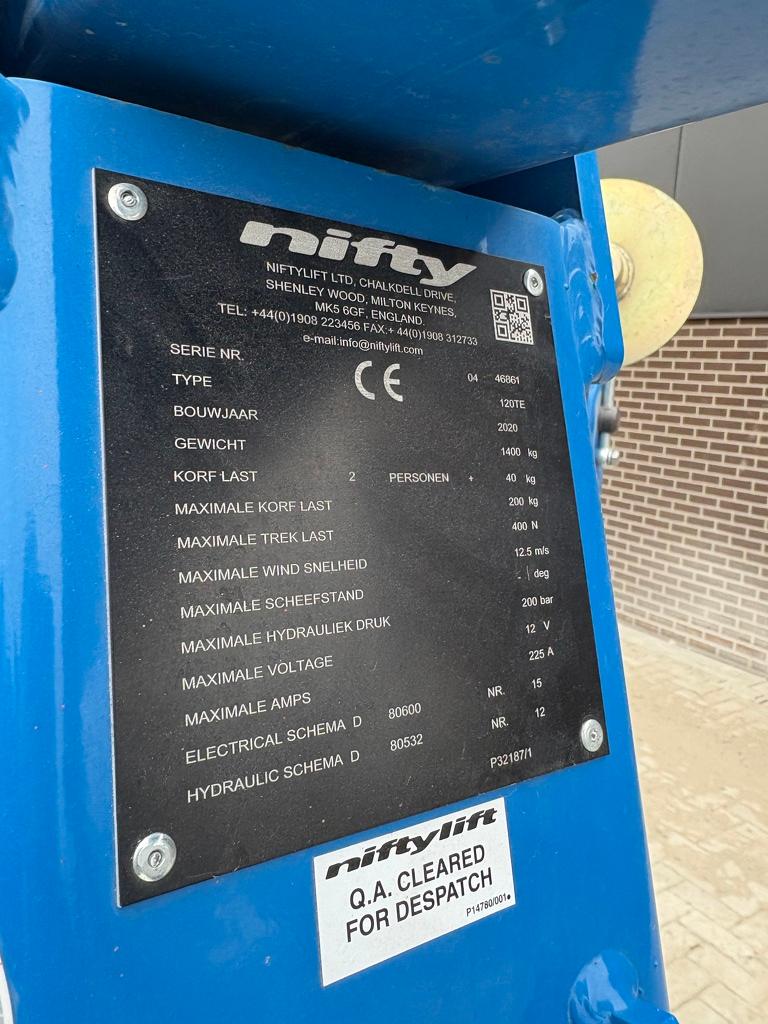 nifty
NIFTYLIFT LTD, CHALKDELL DRIVE,
SHENLEY WOOD, MILTON KEYNES,
MK5 6GF, ENGLAND.
TEL: +44(0)1908 223456 FAX:+ 44(0)1908 312733
e-mail:info@niftylift.com
CE
SERIE NR. 04 46861
TYPE 120TE
BOUWJAAR 2020
GEWICHT 1400 kg
KORF LAST 2 PERSONEN + 40 kg
MAXIMALE KORF LAST 200 kg
MAXIMALE TREK LAST 400 N
MAXIMALE WIND SNELHEID 12.5 m/s
MAXIMALE SCHEEFSTAND deg
MAXIMALE HYDRAULIEK DRUK 200 bar
MAXIMALE VOLTAGE 12 V
MAXIMALE AMPS 225 A
ELECTRICAL SCHEMA D 80600 NR. 15
HYDRAULIC SCHEMA D 80532 NR. 12
P32187/1
niftylift
Q.A. CLEARED
FOR DESPATCH
P14780/001